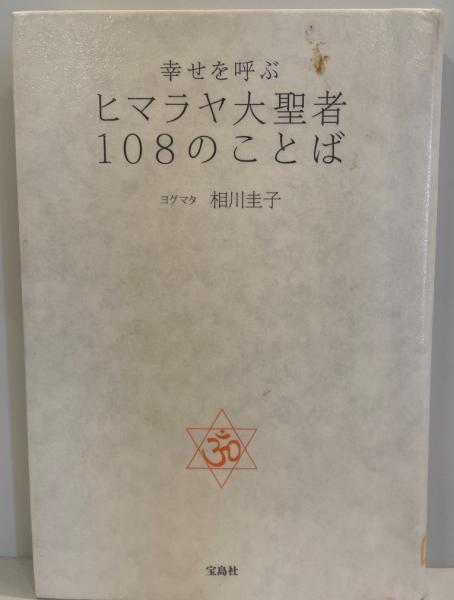 幸せを呼ぶ
ヒマラヤ大聖者
108のことば
ヨグマタ 相川圭子
ॐ
宝島社